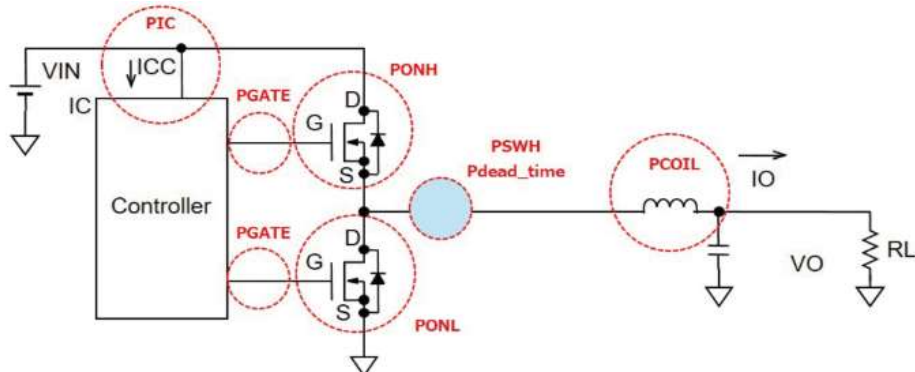 PIC
VIN
ICC
IC
PGATE
PONH
D
G
S
PSWH
Pdead_time
PCOIL
IO
Controller
PGATE
D
G
S
PONL
VO
RL